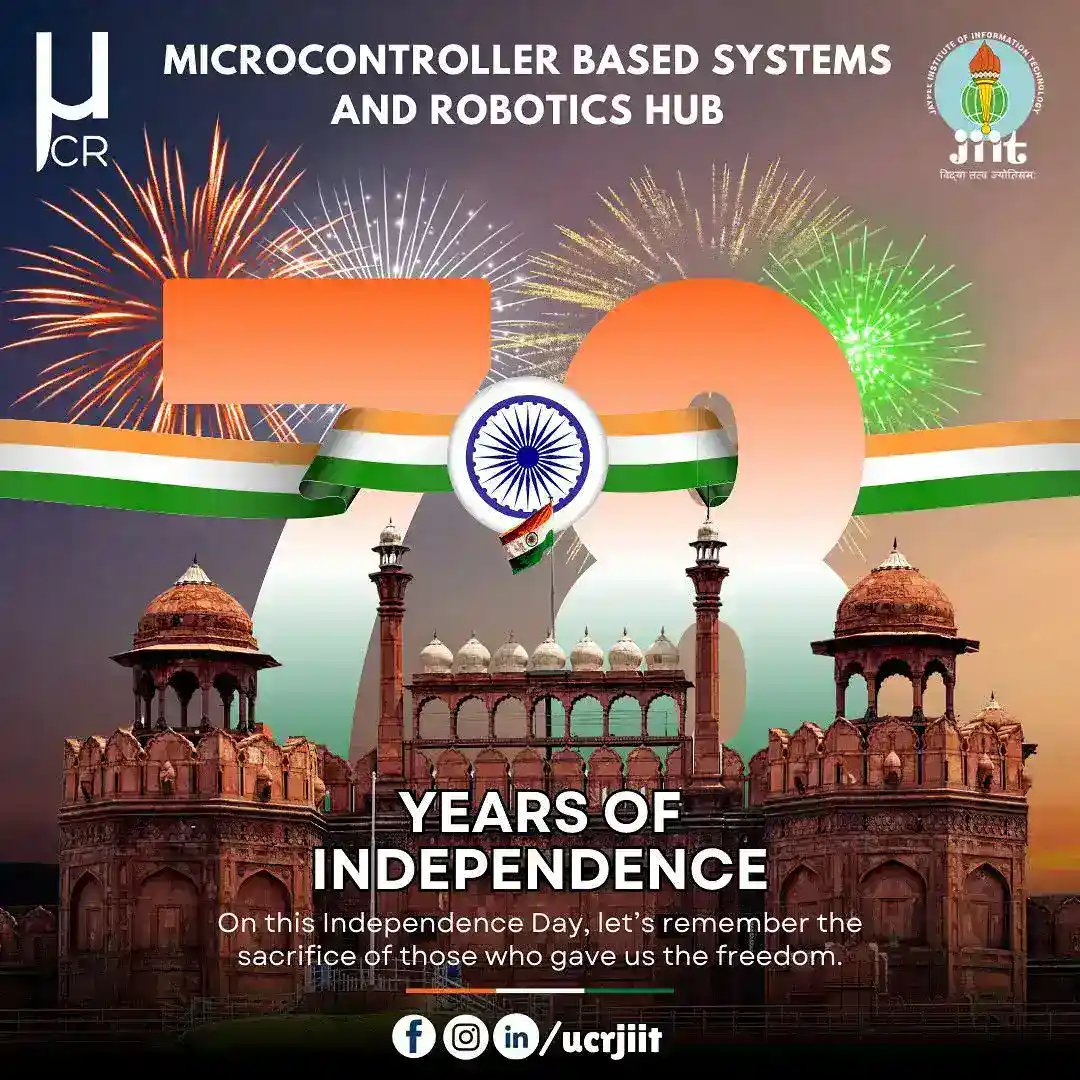 µCR
MICROCONTROLLER BASED SYSTEMS
AND ROBOTICS HUB
JAYPEE INSTITUTE OF INFORMATION TECHNOLOGY
jiit
विद्या तत्व ज्योतिसमः
78
YEARS OF
INDEPENDENCE
On this Independence Day, let's remember the
sacrifice of those who gave us the freedom.
/ucrjiit